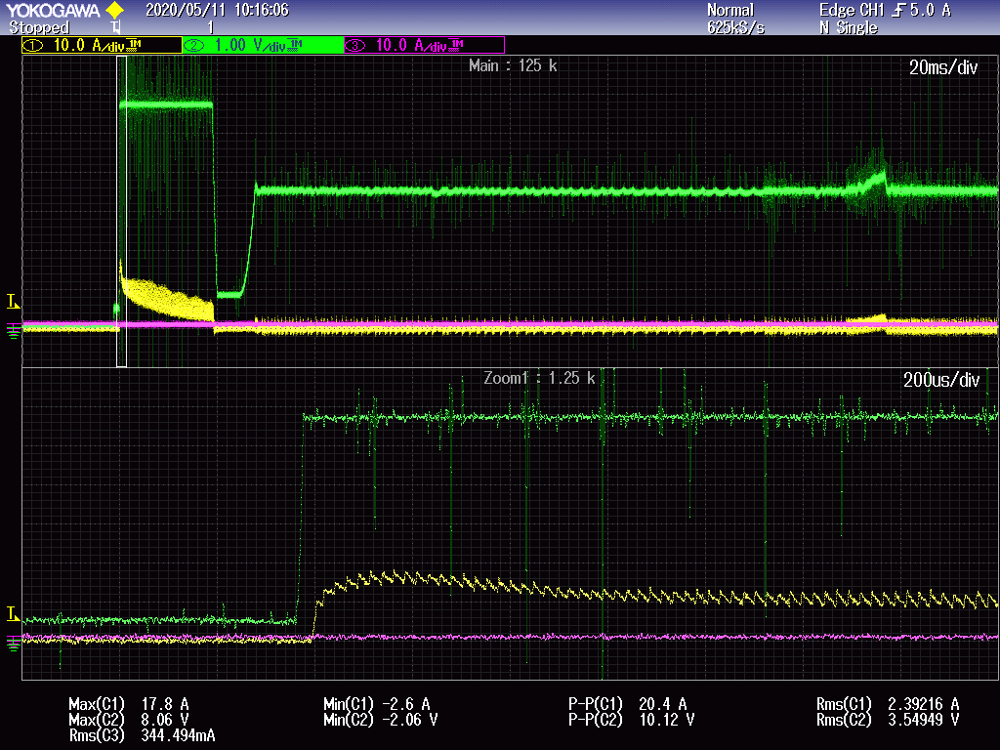 YOKOGAWA 2020/05/11 10:16:06 Normal Edge CH1 5.0 A
Stopped 1 625kS/s N Single
1 10.0 A/div 1M 2 1.00 V/div 1M 3 10.0 A/div 1M
Main : 125 k 20ms/div
T
Zoom1 : 1.25 k 200us/div
T
Max(C1) 17.8 A Min(C1) -2.6 A P-P(C1) 20.4 A Rms(C1) 2.39216 A
Max(C2) 8.06 V Min(C2) -2.06 V P-P(C2) 10.12 V Rms(C2) 3.54949 V
Rms(C3) 344.494mA